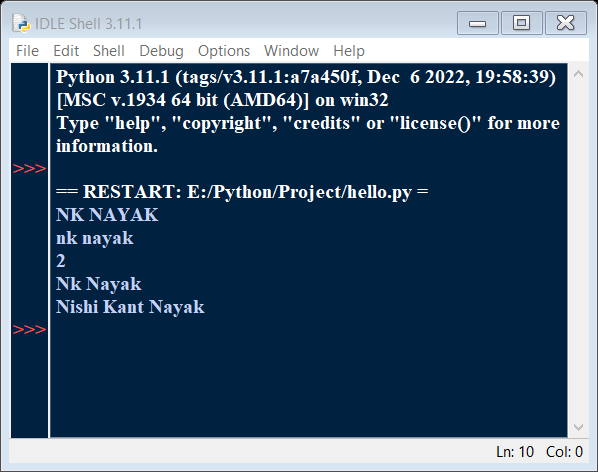 IDLE Shell 3.11.1
File Edit Shell Debug Options Window Help
Python 3.11.1 (tags/v3.11.1:a7a450f, Dec  6 2022, 19:58:39)
[MSC v.1934 64 bit (AMD64)] on win32
Type "help", "copyright", "credits" or "license()" for more
information.
>>>
== RESTART: E:/Python/Project/hello.py =
NK NAYAK
nk nayak
2
Nk Nayak
Nishi Kant Nayak
>>>
Ln: 10 Col: 0